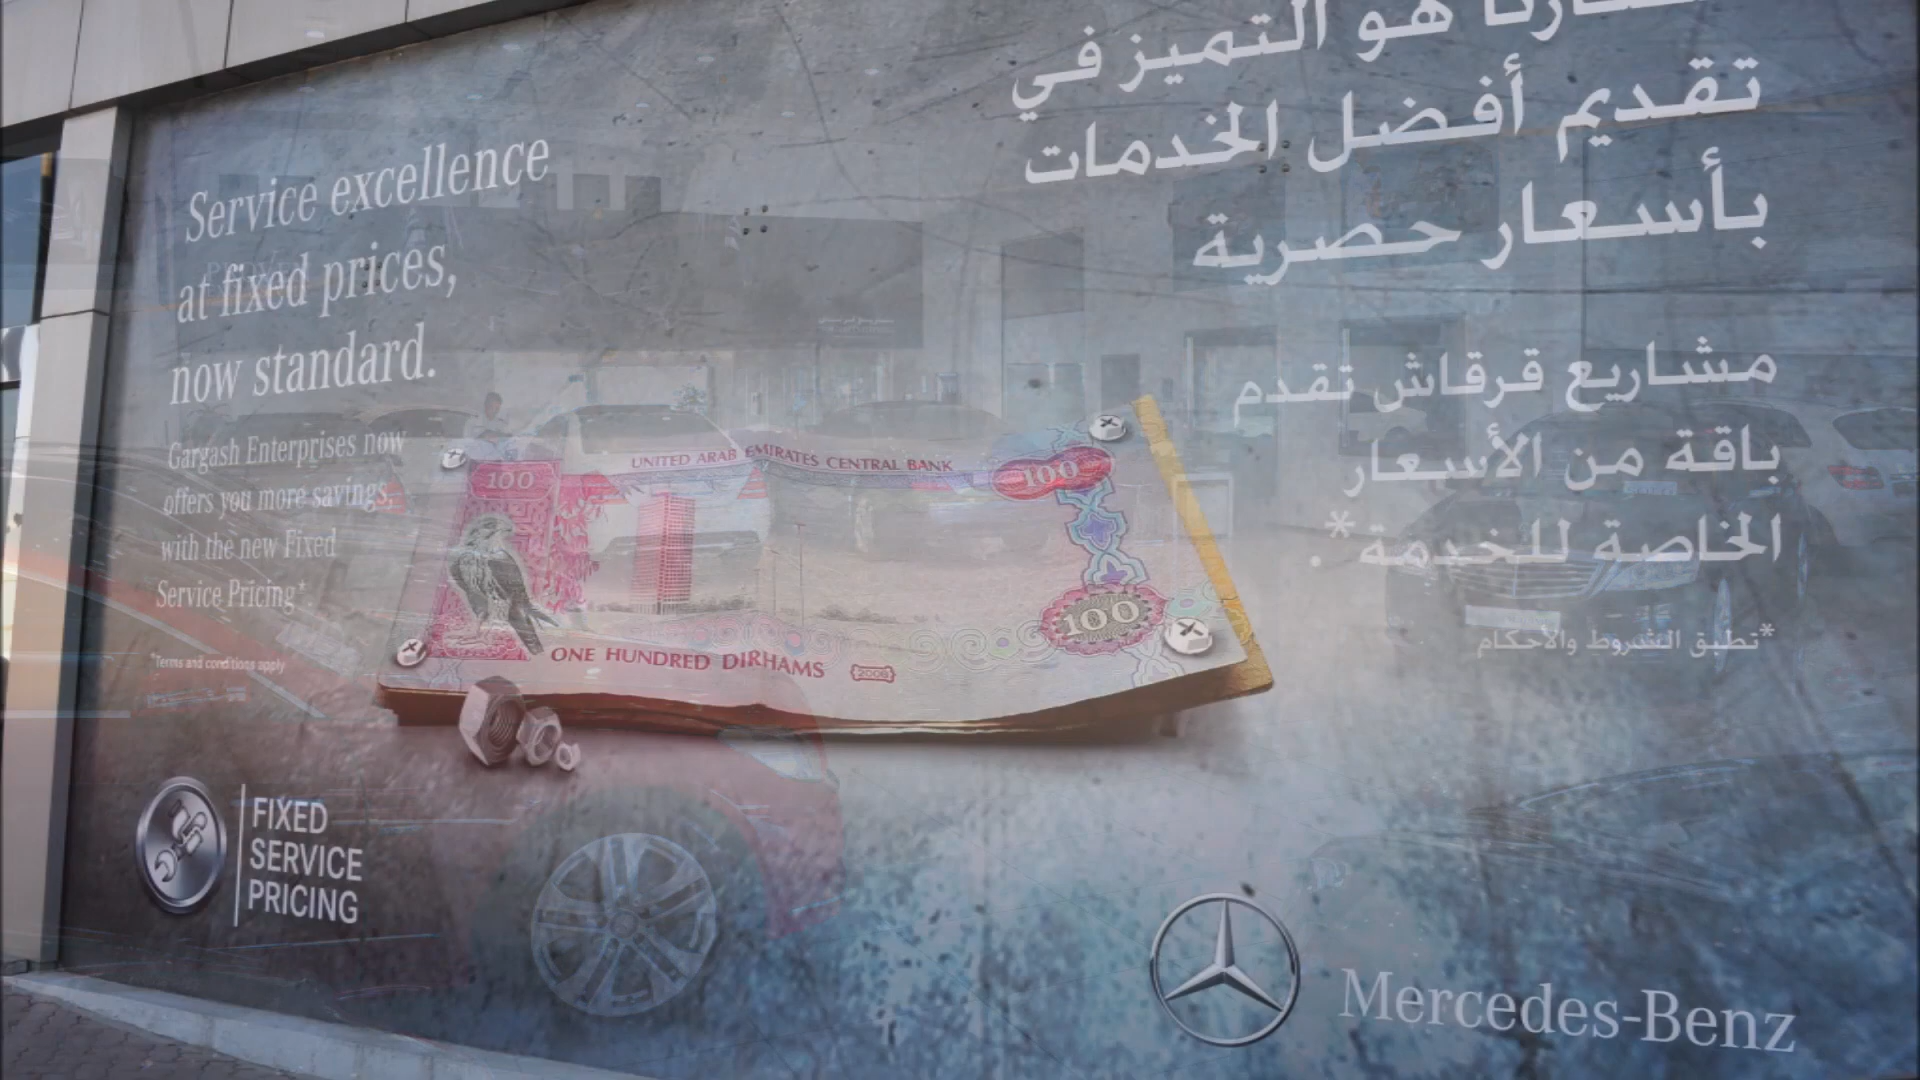 Service excellence
at fixed prices,
now standard.
Gargash Enterprises now
offers you more savings,
with the new Fixed
Service Pricing*.
*Terms and conditions apply
هو التميز في
تقديم أفضل الخدمات
بأسعار حصرية
مشاريع قرقاش تقدم
باقة من الأسعار
الخاصة للخدمة*.
*تطبق الشروط والأحكام
100
UNITED ARAB EMIRATES CENTRAL BANK
100
100
ONE HUNDRED DIRHAMS
2008
FIXED
SERVICE
PRICING
Mercedes-Benz